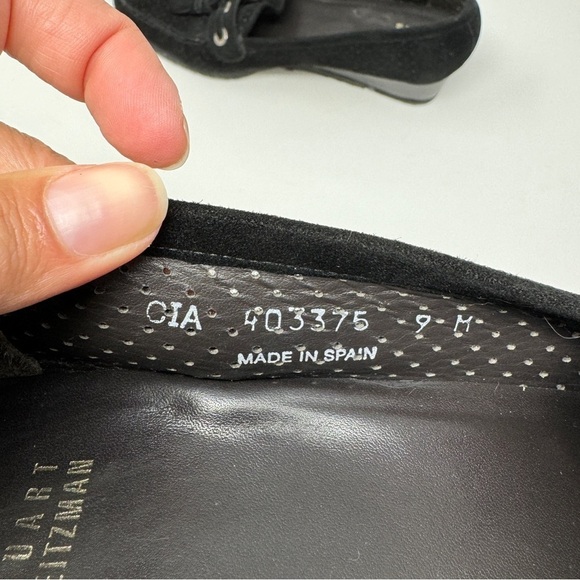 CIA 403375 9 M
MADE IN SPAIN
UART
EITZMAN